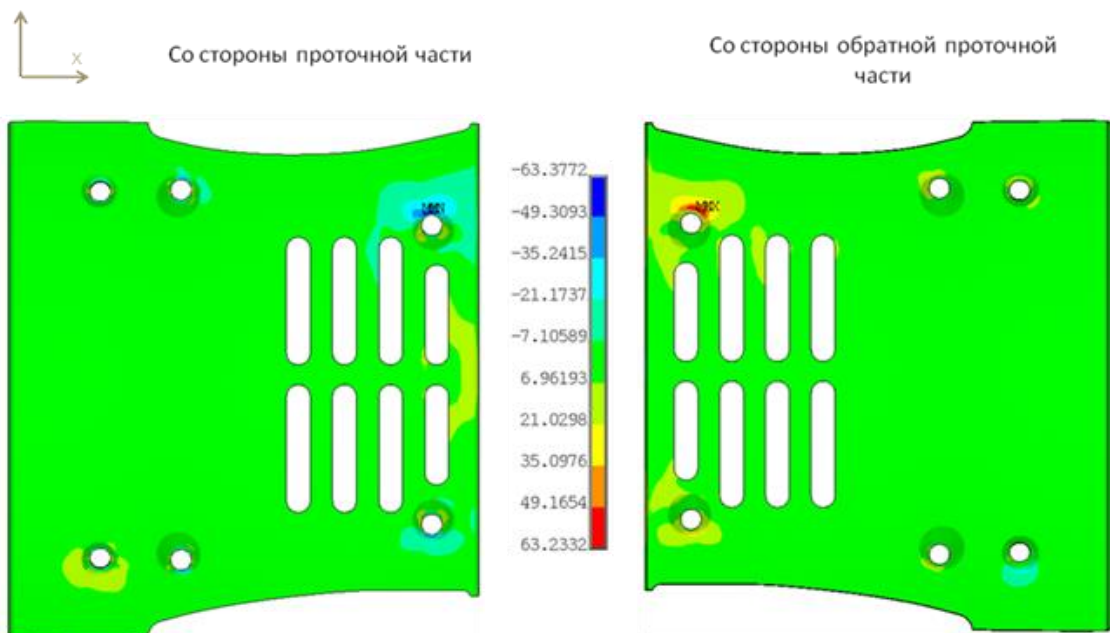 X
Со стороны проточной части
Со стороны обратной проточной
части
-63.3772
-49.3093
-35.2415
-21.1737
-7.10589
6.96193
21.0298
35.0976
49.1654
63.2332